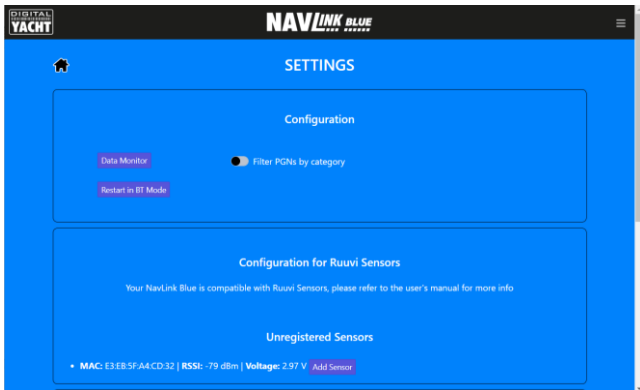 DIGITAL
YACHT
NAVLINK BLUE
SETTINGS
Configuration
Data Monitor
Filter PGNs by category
Restart in BT Mode
Configuration for Ruuvi Sensors
Your NavLink Blue is compatible with Ruuvi Sensors, please refer to the user's manual for more info
Unregistered Sensors
• MAC: E3:EB:5F:A4:CD:32 | RSSI: -79 dBm | Voltage: 2.97 V Add Sensor